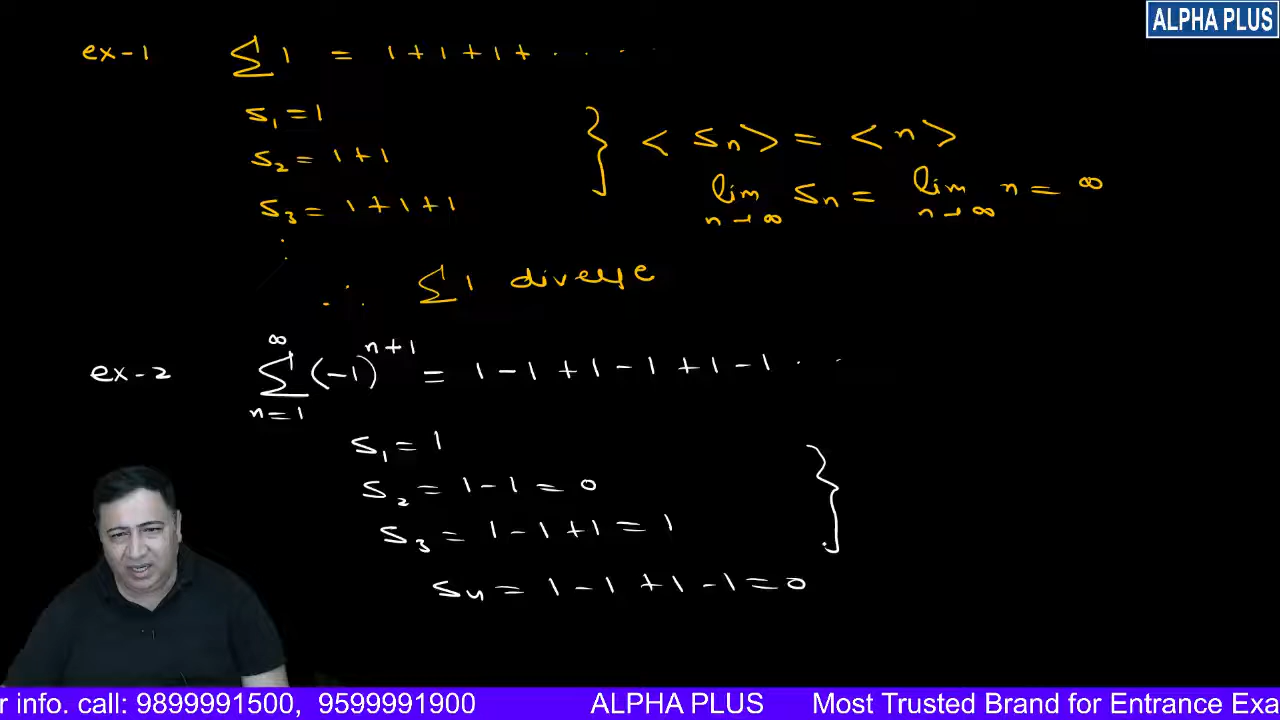 ALPHA PLUS
ex-1 ∑1 = 1+1+1+ ......
S₁ = 1
S₂ = 1+1
S₃ = 1+1+1
} <Sₙ> = <n>
lim n→∞ Sₙ = lim n→∞ n = ∞
∴ ∑1 diverge
ex-2 ∑_{n=1}^{∞} (-1)^{n+1} = 1-1+1-1+1-1 ....
S₁ = 1
S₂ = 1-1 = 0
S₃ = 1-1+1 = 1
S₄ = 1-1+1-1 = 0
}
r info. call: 9899991500, 9599991900 ALPHA PLUS Most Trusted Brand for Entrance Exa